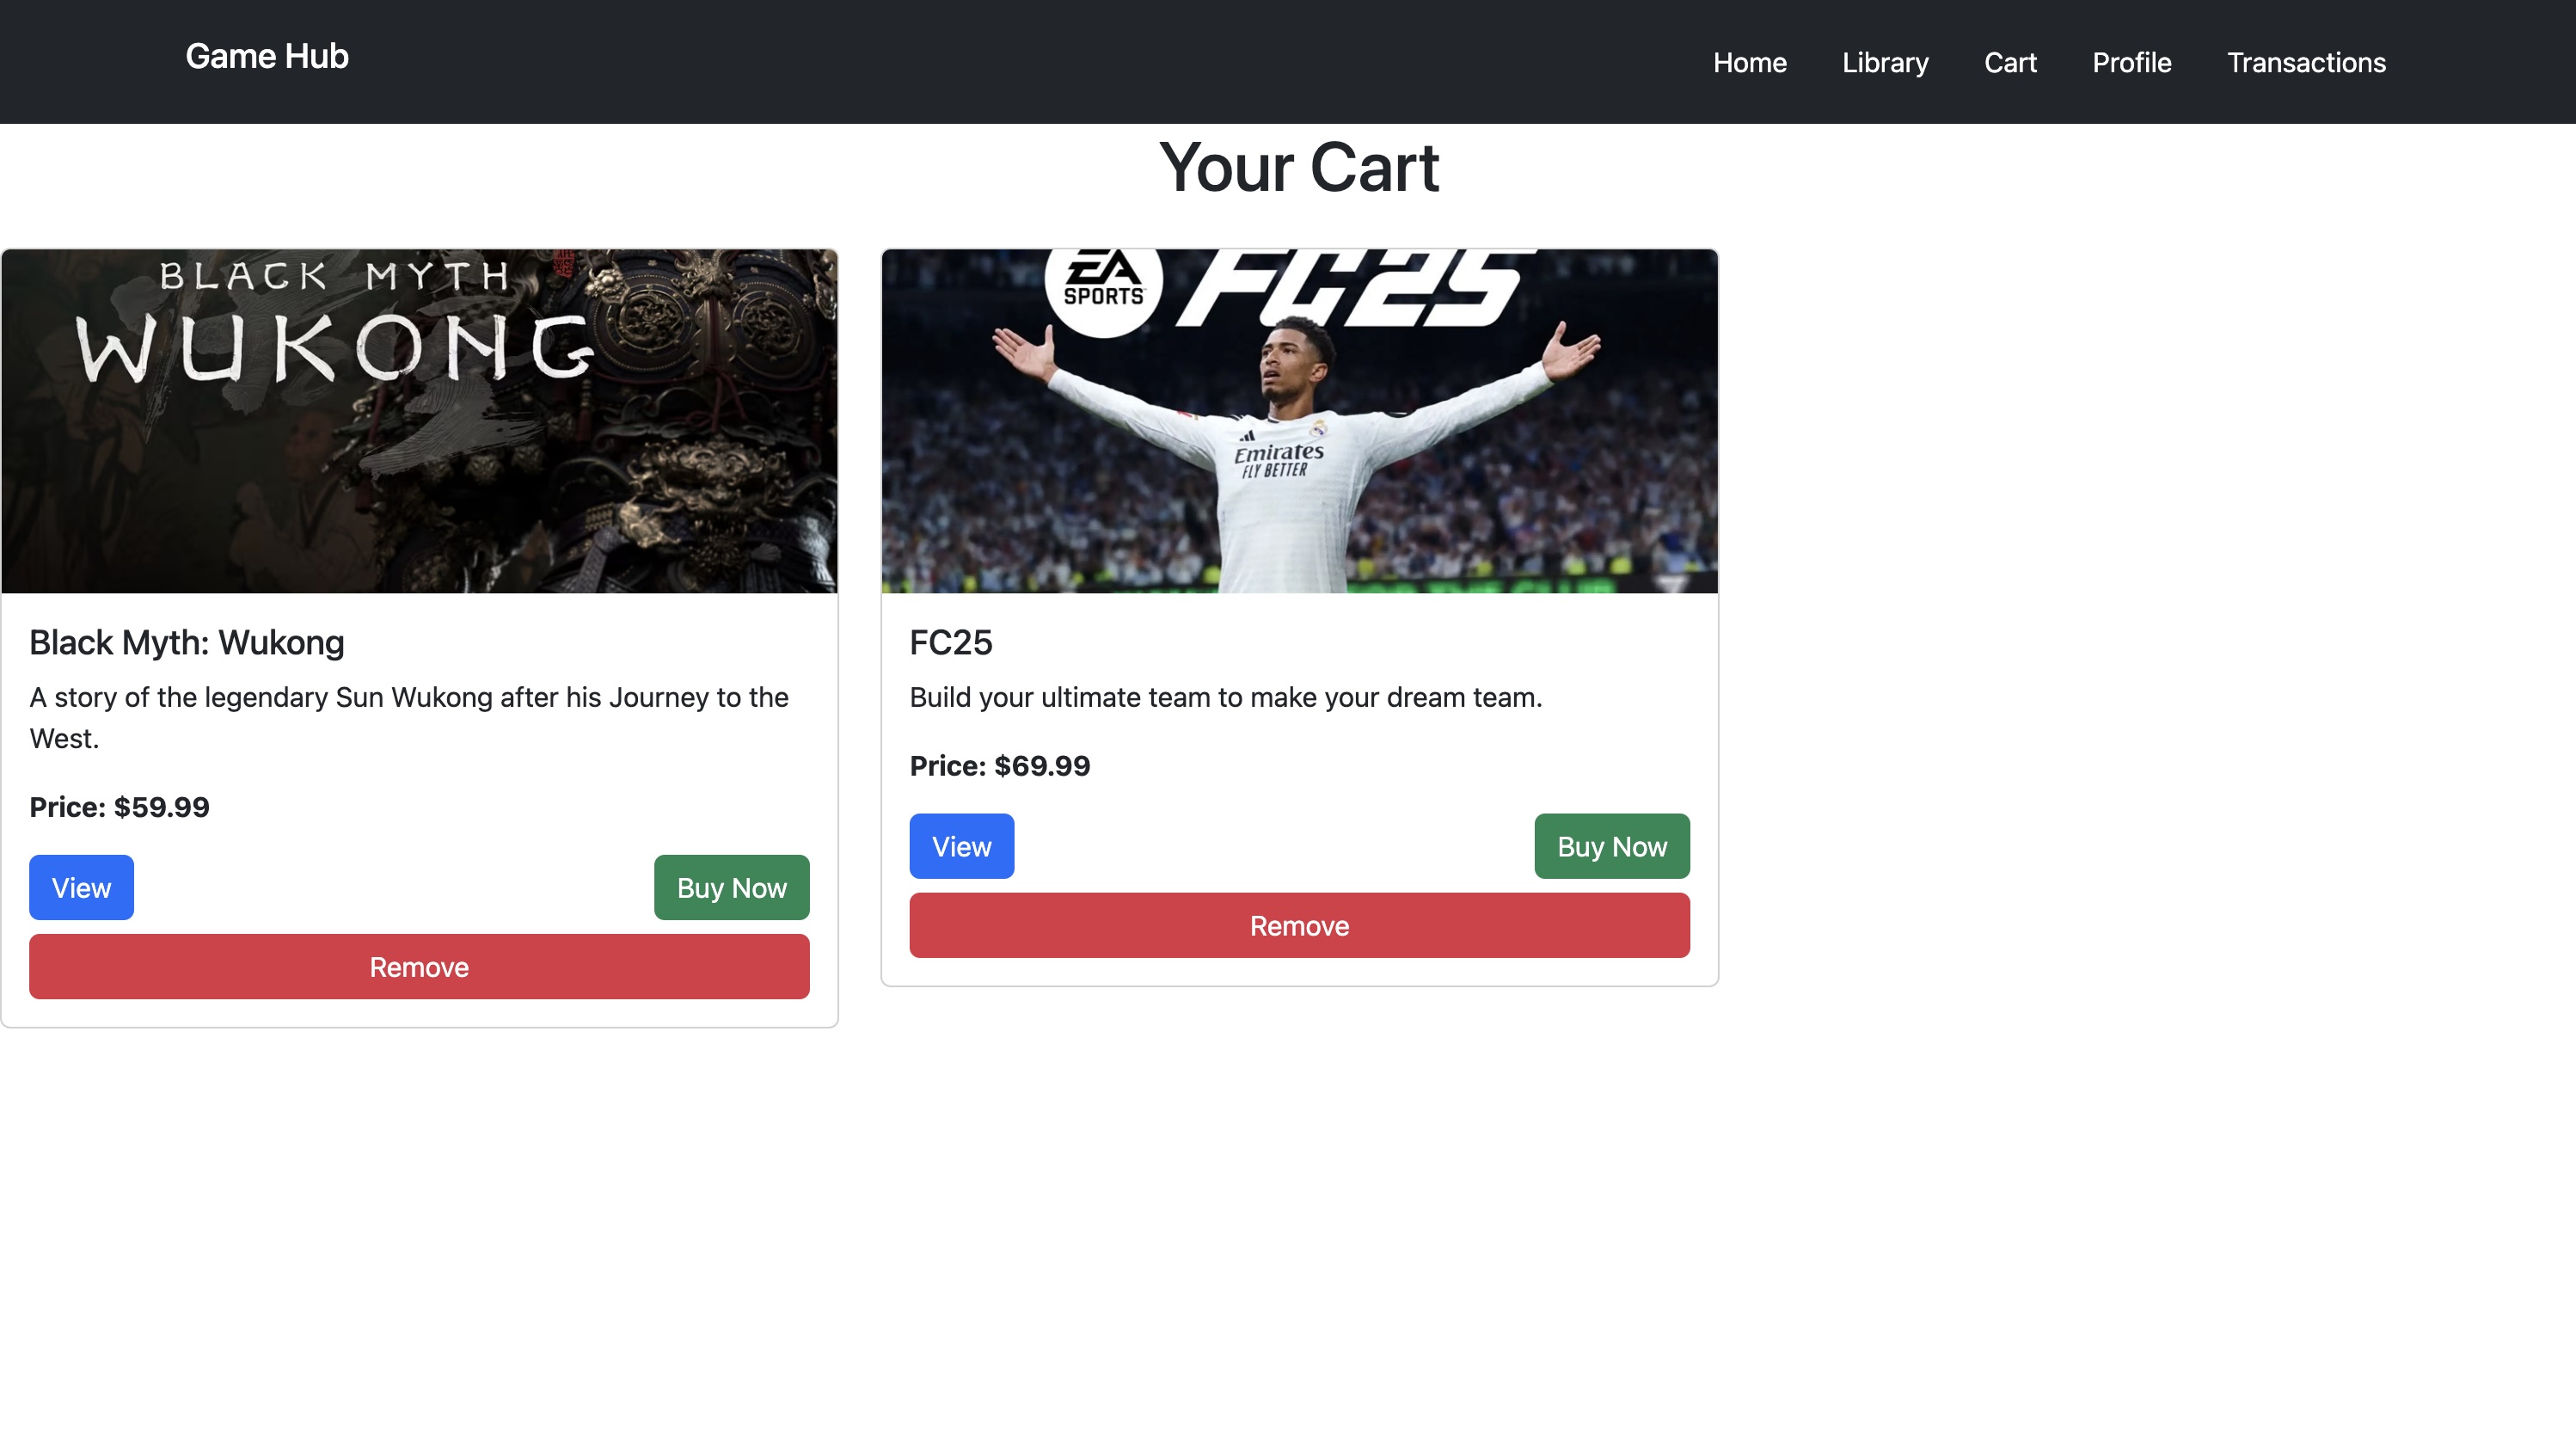 Game Hub
Home
Library
Cart
Profile
Transactions
Your Cart
BLACK MYTH
WUKONG
Black Myth: Wukong
A story of the legendary Sun Wukong after his Journey to the
West.
Price: $59.99
View
Buy Now
Remove
EA
SPORTS
FC25
Emirates
FLY BETTER
FC25
Build your ultimate team to make your dream team.
Price: $69.99
View
Buy Now
Remove